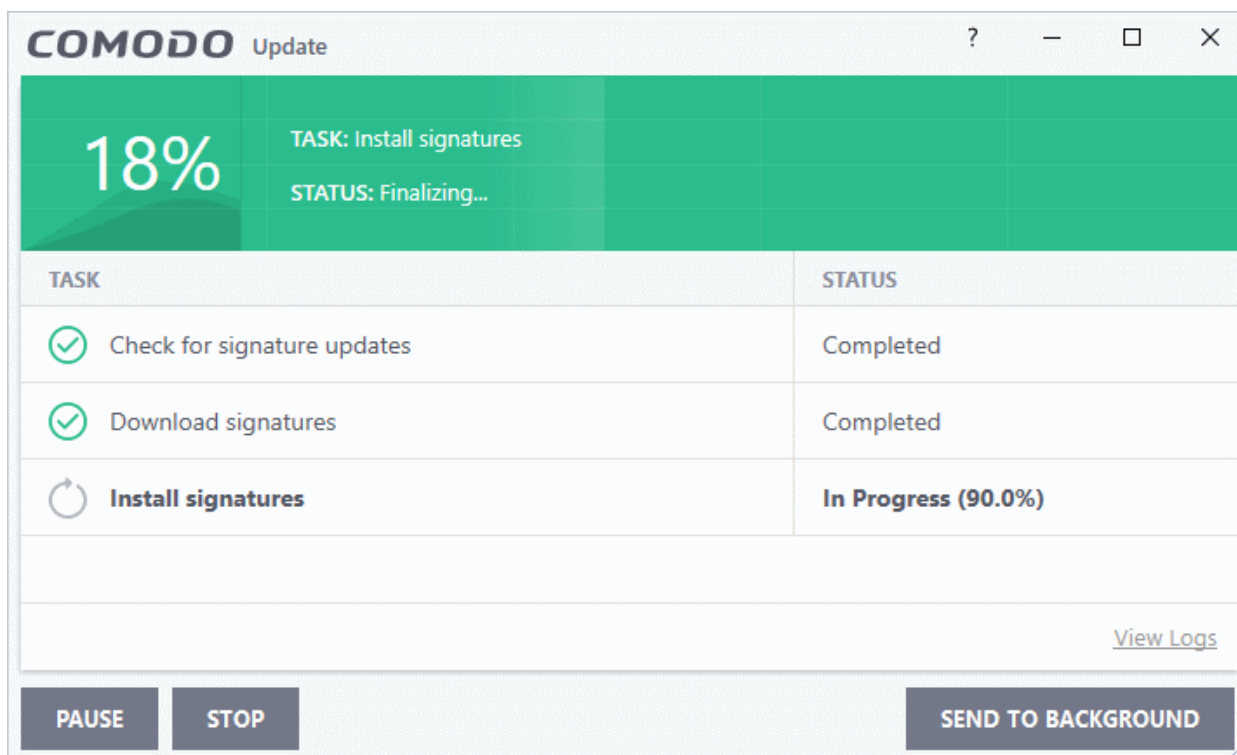 COMODO Update ?
18%
TASK: Install signatures
STATUS: Finalizing...
TASK STATUS
Check for signature updates Completed
Download signatures Completed
Install signatures In Progress (90.0%)
View Logs
PAUSE STOP SEND TO BACKGROUND